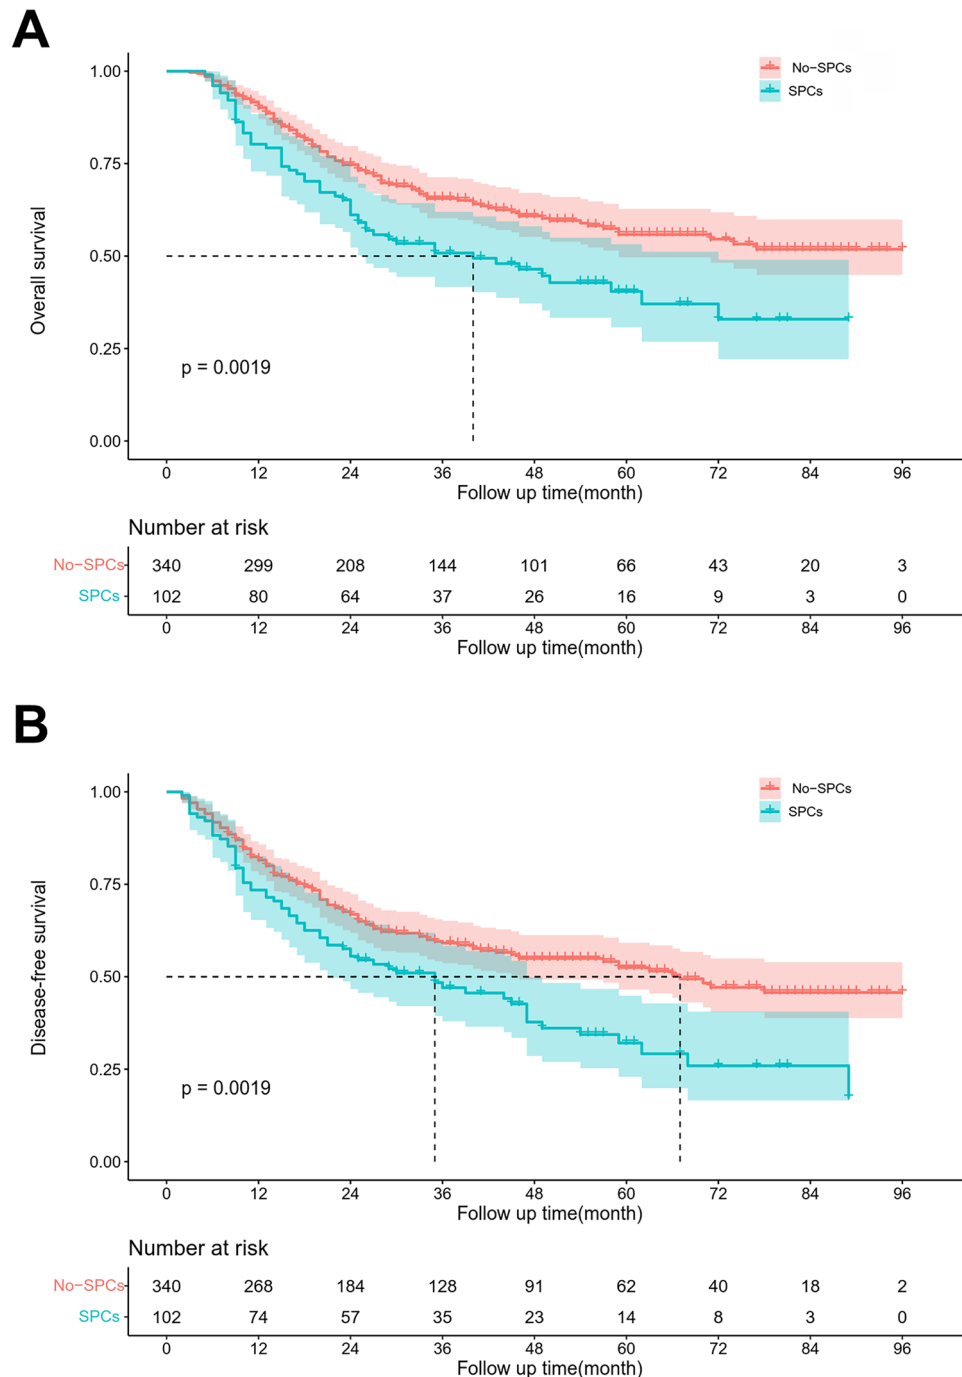 A
1.00
0.75
0.50
0.25
0.00
Overall survival
No−SPCs
SPCs
p = 0.0019
0 12 24 36 48 60 72 84 96
Follow up time(month)
Number at risk
No−SPCs 340 299 208 144 101 66 43 20 3
SPCs 102 80 64 37 26 16 9 3 0
0 12 24 36 48 60 72 84 96
Follow up time(month)
B
1.00
0.75
0.50
0.25
0.00
Disease−free survival
No−SPCs
SPCs
p = 0.0019
0 12 24 36 48 60 72 84 96
Follow up time(month)
Number at risk
No−SPCs 340 268 184 128 91 62 40 18 2
SPCs 102 74 57 35 23 14 8 3 0
0 12 24 36 48 60 72 84 96
Follow up time(month)